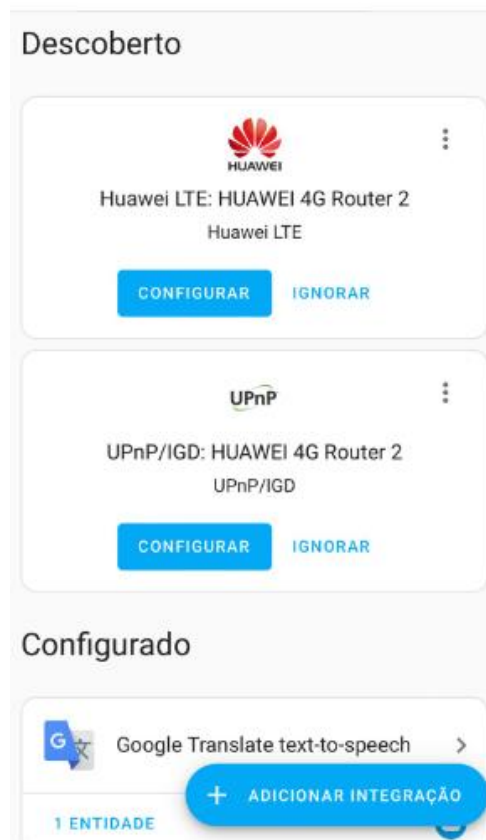 Descoberto
HUAWEI
Huawei LTE: HUAWEI 4G Router 2
Huawei LTE
CONFIGURAR IGNORAR
UPnP
UPnP/IGD: HUAWEI 4G Router 2
UPnP/IGD
CONFIGURAR IGNORAR
Configurado
G 文 Google Translate text-to-speech
+ ADICIONAR INTEGRAÇÃO
1 ENTIDADE